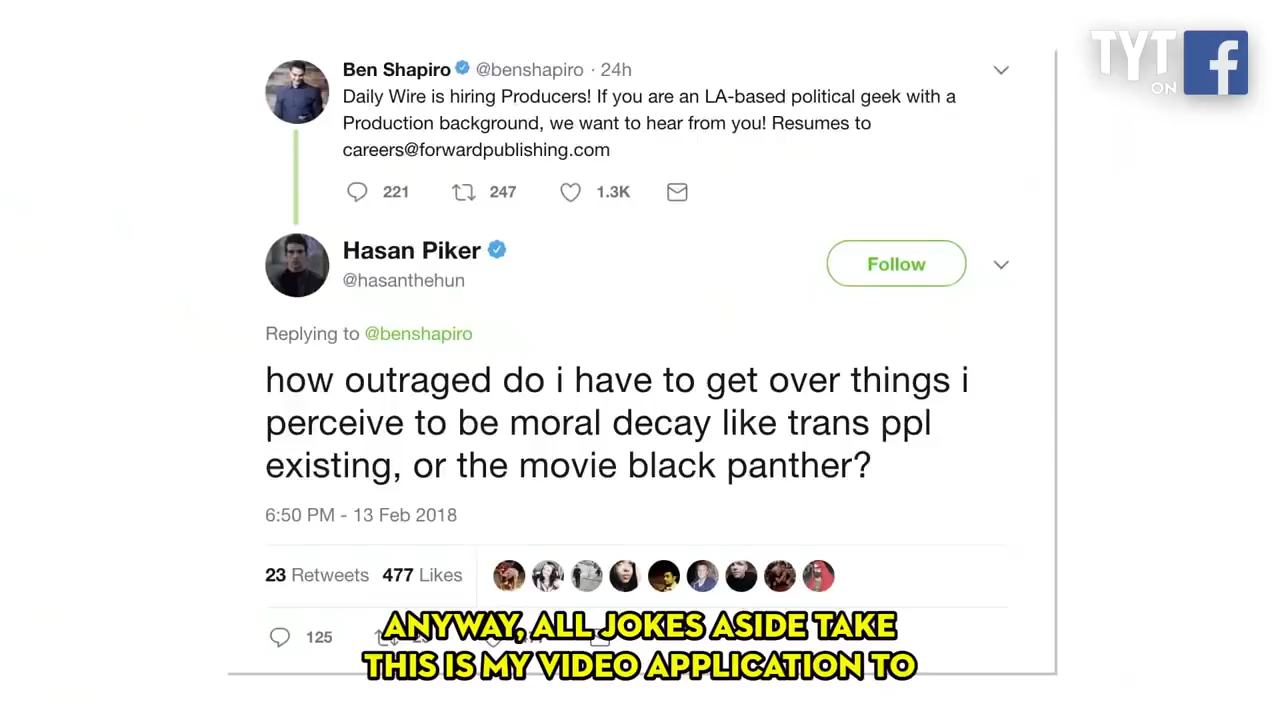 TYT
ON
f
Ben Shapiro @benshapiro · 24h
Daily Wire is hiring Producers! If you are an LA-based political geek with a
Production background, we want to hear from you! Resumes to
careers@forwardpublishing.com
221 247 1.3K
Hasan Piker
@hasanthehun
Follow
Replying to @benshapiro
how outraged do i have to get over things i
perceive to be moral decay like trans ppl
existing, or the movie black panther?
6:50 PM - 13 Feb 2018
23 Retweets 477 Likes
125
ANYWAY, ALL JOKES ASIDE TAKE
THIS IS MY VIDEO APPLICATION TO